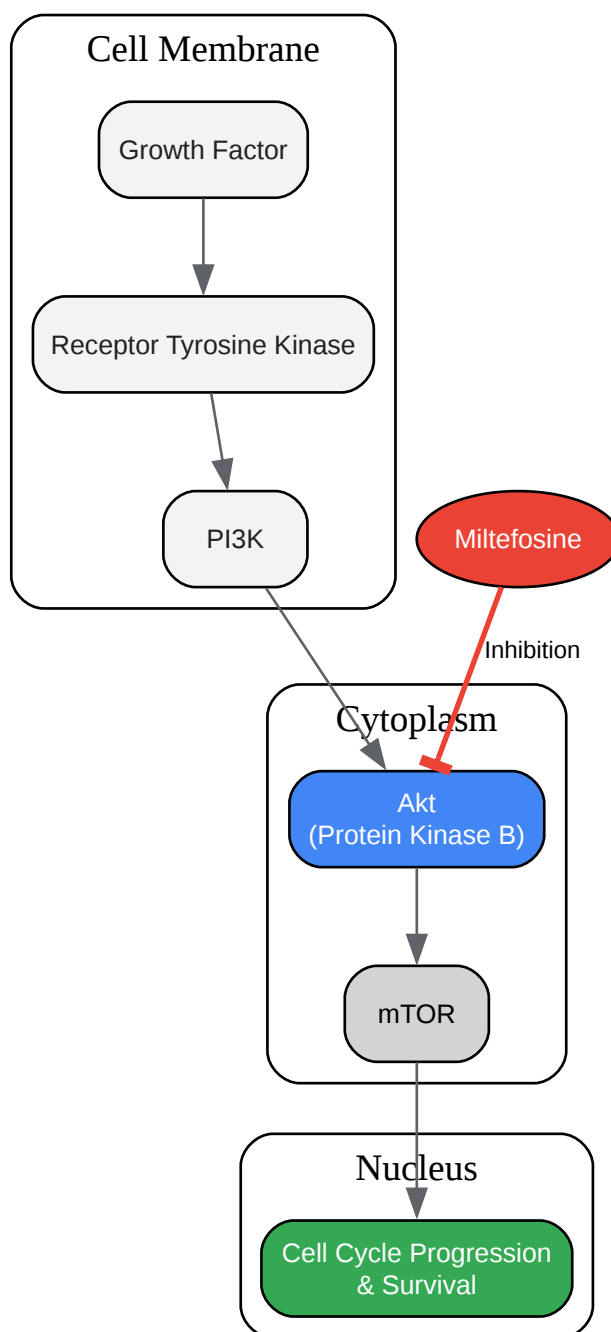 Cell Membrane
Growth Factor
Receptor Tyrosine Kinase
PI3K
Miltefosine
Inhibition
Cytoplasm
Akt
(Protein Kinase B)
mTOR
Nucleus
Cell Cycle Progression
& Survival